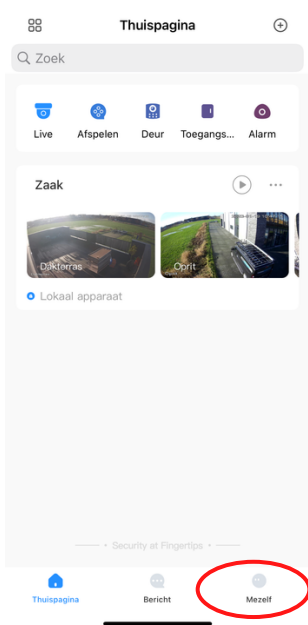 Thuispagina
Zoek
Live Afspelen Deur Toegangs... Alarm
Zaak
Dakterras Oprit
Lokaal apparaat
• Security at Fingertips •
Thuispagina Bericht Mezelf